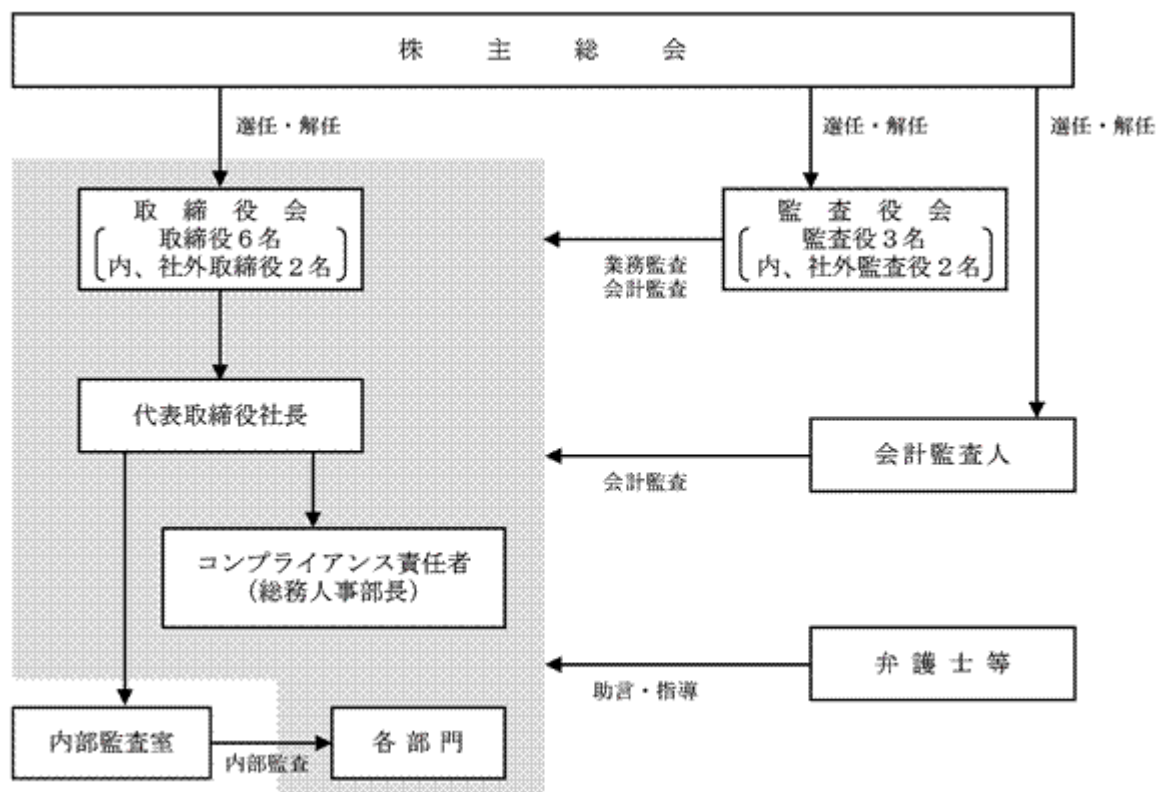 株主総会
選任・解任
選任・解任
選任・解任
取締役会
取締役６名
内、社外取締役２名
監査役会
監査役３名
内、社外監査役２名
業務監査
会計監査
代表取締役社長
会計監査人
会計監査
コンプライアンス責任者
（総務人事部長）
弁護士等
助言・指導
内部監査室
内部監査
各部門